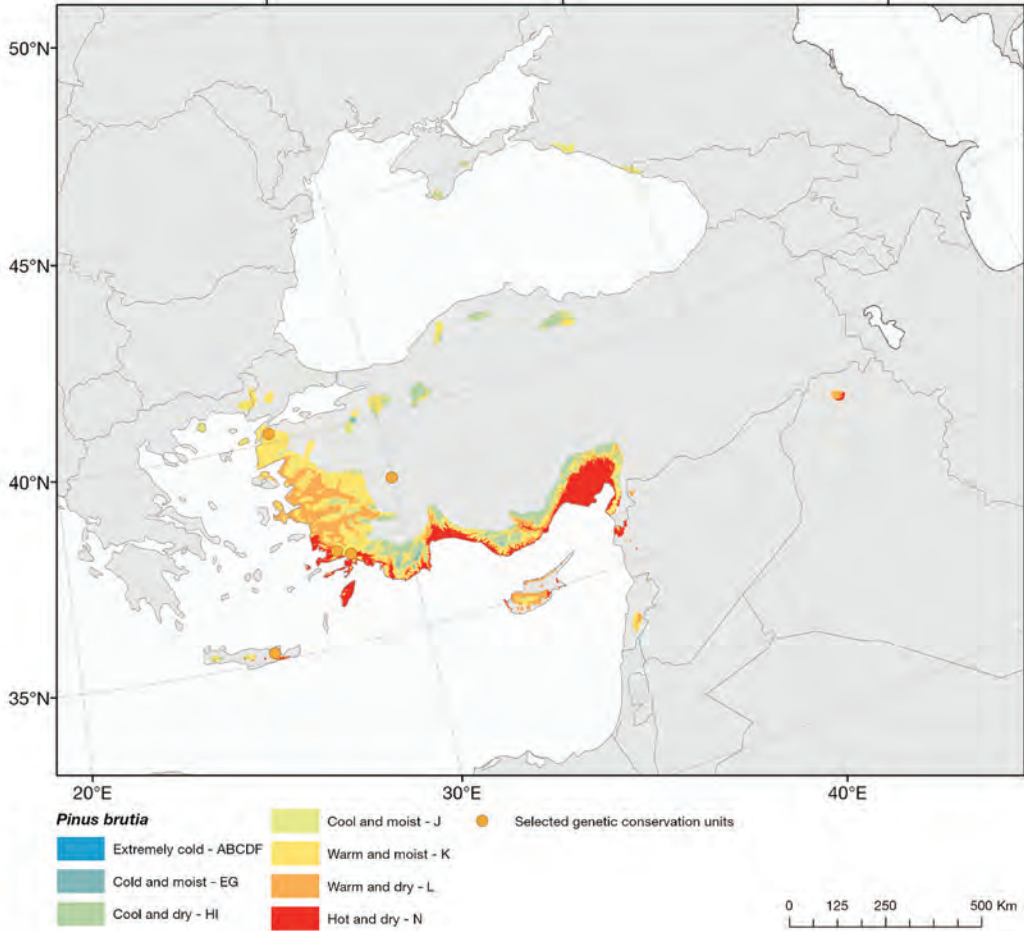 50°N
45°N
40°N
35°N
20°E 30°E 40°E
Pinus brutia
Extremely cold - ABCDF
Cold and moist - EG
Cool and dry - HI
Cool and moist - J
Warm and moist - K
Warm and dry - L
Hot and dry - N
Selected genetic conservation units
0 125 250 500 Km